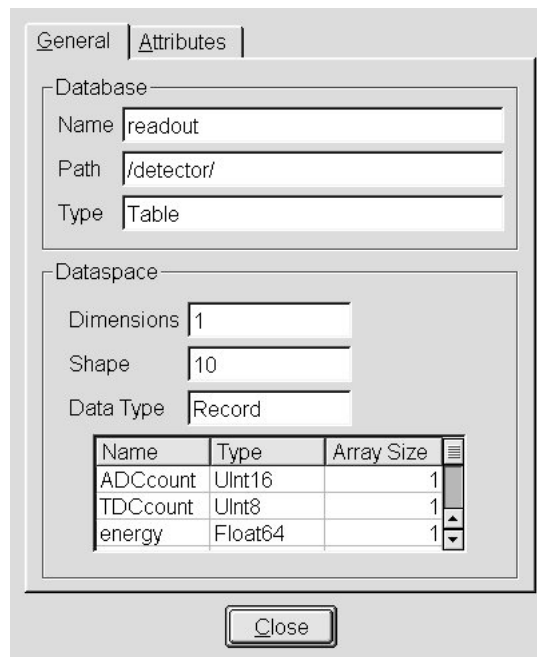 General Attributes
Database
Name readout
Path /detector/
Type Table
Dataspace
Dimensions 1
Shape 10
Data Type Record
Name Type Array Size
ADCcount UInt16 1
TDCcount UInt8 1
energy Float64 1
Close